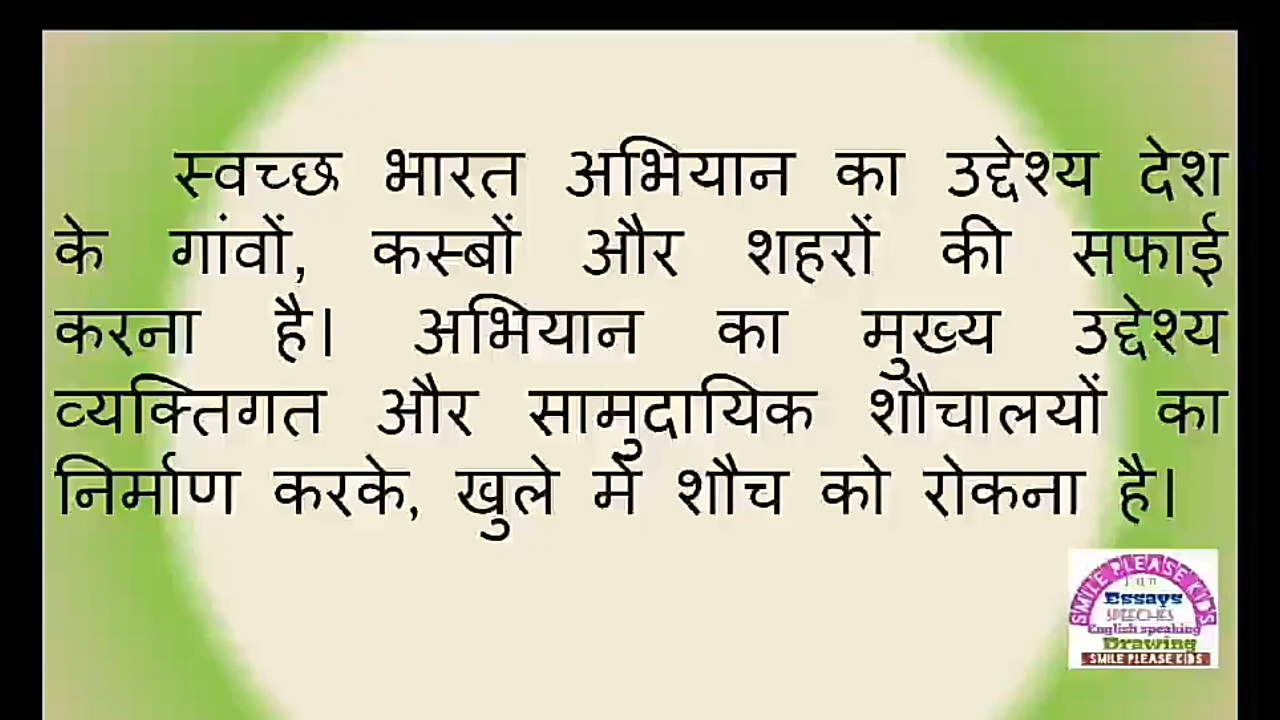 स्वच्छ भारत अभियान का उद्देश्य देश
के गांवों, कस्बों और शहरों की सफाई
करना है। अभियान का मुख्य उद्देश्य
व्यक्तिगत और सामुदायिक शौचालयों का
निर्माण करके, खुले में शौच को रोकना है।
SMILE PLEASE KIDS
Fun
Essays
SPEECHES
English speaking
Drawing
SMILE PLEASE KIDS